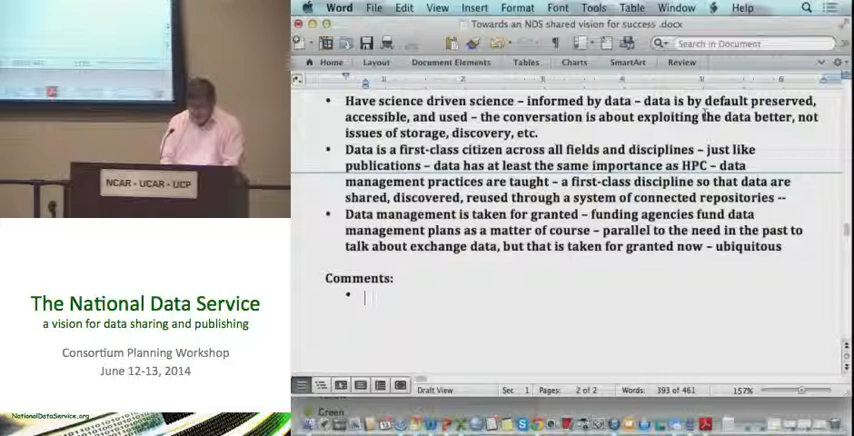 Word File Edit View Insert Format Font Tools Table Window Help
Towards an NDS shared vision for success .docx
Search in Document
Home Layout Document Elements Tables Charts SmartArt Review
• Have science driven science – informed by data – data is by default preserved,
accessible, and used – the conversation is about exploiting the data better, not
issues of storage, discovery, etc.
• Data is a first-class citizen across all fields and disciplines – just like
publications – data has at least the same importance as HPC – data
management practices are taught – a first-class discipline so that data are
shared, discovered, reused through a system of connected repositories --
• Data management is taken for granted – funding agencies fund data
management plans as a matter of course – parallel to the need in the past to
talk about exchange data, but that is taken for granted now – ubiquitous
Comments:
•
Draft View Sec 1 Pages: 2 of 2 Words: 393 of 461 157%
Green
NCAR - UCAR - UCP
The National Data Service
a vision for data sharing and publishing
Consortium Planning Workshop
June 12-13, 2014
NationalDataService.org